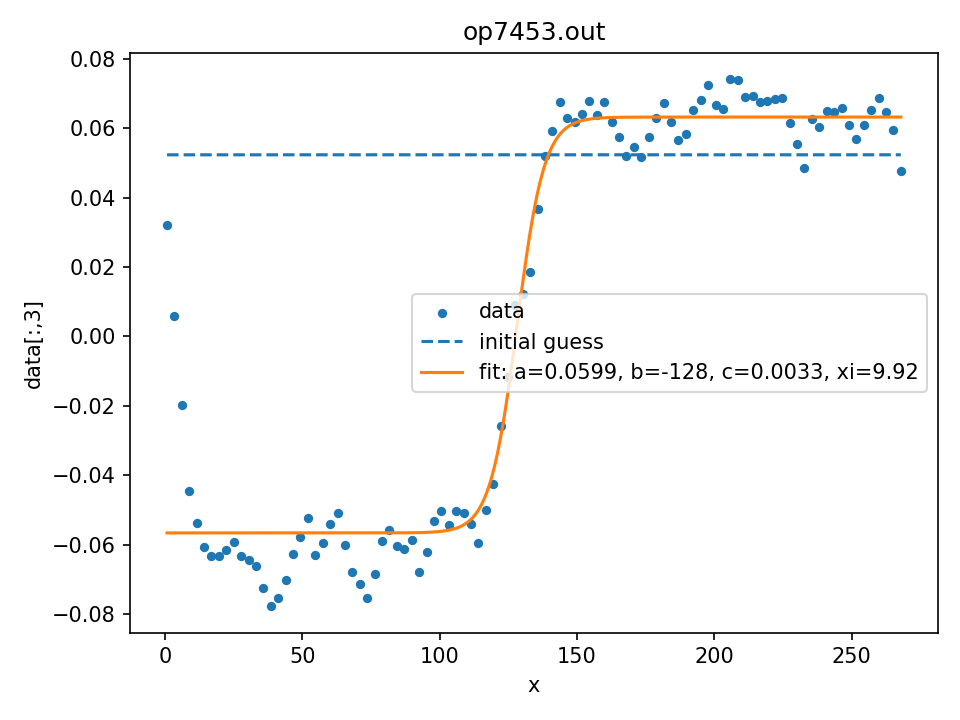 op7453.out
0.08
0.06
0.04
0.02
0.00
−0.02
−0.04
−0.06
−0.08
data[:,3]
data
initial guess
fit: a=0.0599, b=-128, c=0.0033, xi=9.92
0 50 100 150 200 250
x